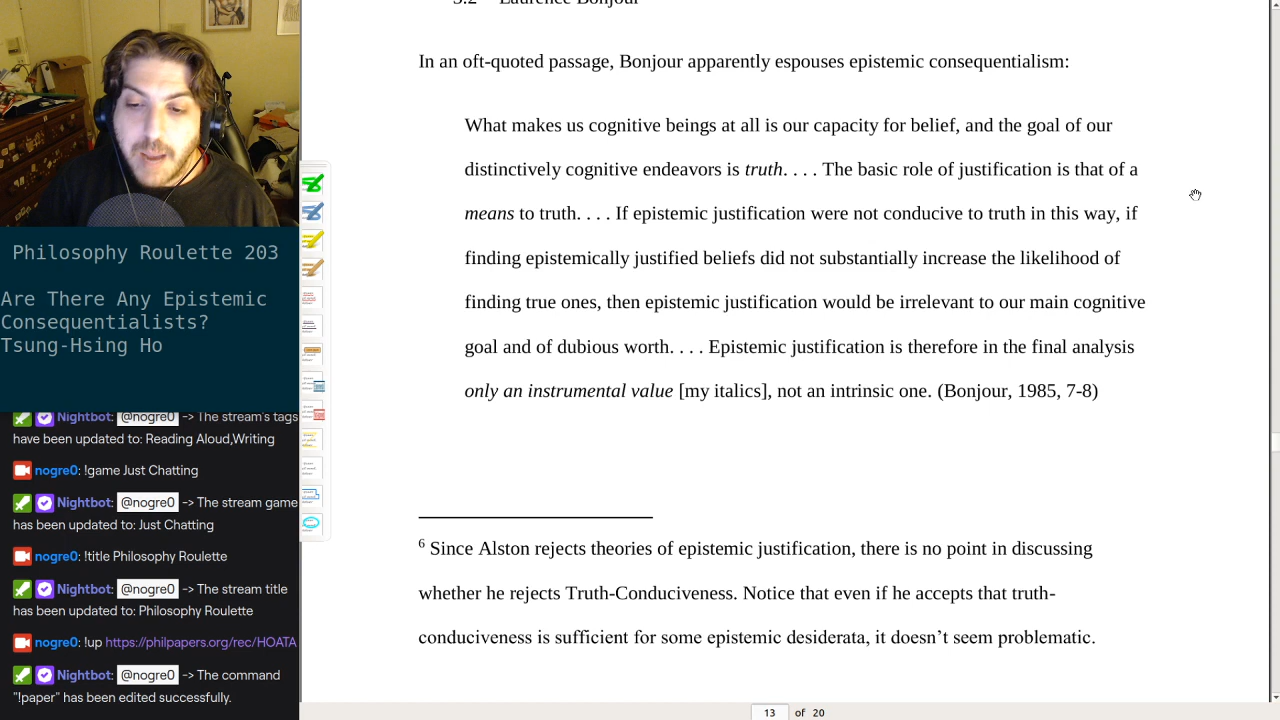 3.2 Laurence Bonjour
In an oft-quoted passage, Bonjour apparently espouses epistemic consequentialism:
What makes us cognitive beings at all is our capacity for belief, and the goal of our
distinctively cognitive endeavors is truth. . . . The basic role of justification is that of a
means to truth. . . . If epistemic justification were not conducive to truth in this way, if
finding epistemically justified beliefs did not substantially increase the likelihood of
finding true ones, then epistemic justification would be irrelevant to our main cognitive
goal and of dubious worth. . . . Epistemic justification is therefore in the final analysis
only an instrumental value [my italics], not an intrinsic one. (Bonjour, 1985, 7-8)
6 Since Alston rejects theories of epistemic justification, there is no point in discussing
whether he rejects Truth-Conduciveness. Notice that even if he accepts that truth-
conduciveness is sufficient for some epistemic desiderata, it doesn’t seem problematic.
13 of 20
Philosophy Roulette 203
Are There Any Epistemic
Consequentialists?
Tsung-Hsing Ho
Nightbot: @nogre0 -> The stream's tags
have been updated to: Reading Aloud,Writing
nogre0: !game Just Chatting
Nightbot: @nogre0 -> The stream game
has been updated to: Just Chatting
nogre0: !title Philosophy Roulette
Nightbot: @nogre0 -> The stream title
has been updated to: Philosophy Roulette
nogre0: !up https://philpapers.org/rec/HOATA
Nightbot: @nogre0 -> The command
"!paper" has been edited successfully.